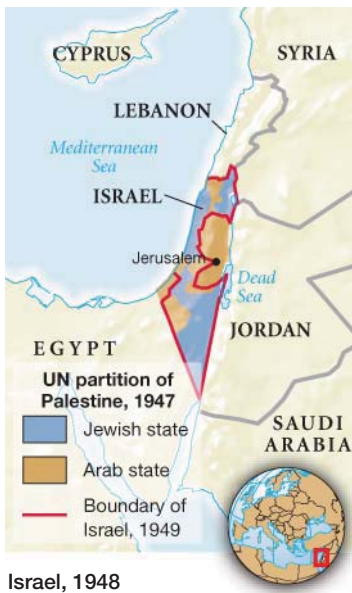 CYPRUS
SYRIA
LEBANON
Mediterranean
Sea
ISRAEL
Jerusalem
Dead
Sea
JORDAN
EGYPT
UN partition of
Palestine, 1947
Jewish state
Arab state
Boundary of
Israel, 1949
SAUDI
ARABIA
Israel, 1948